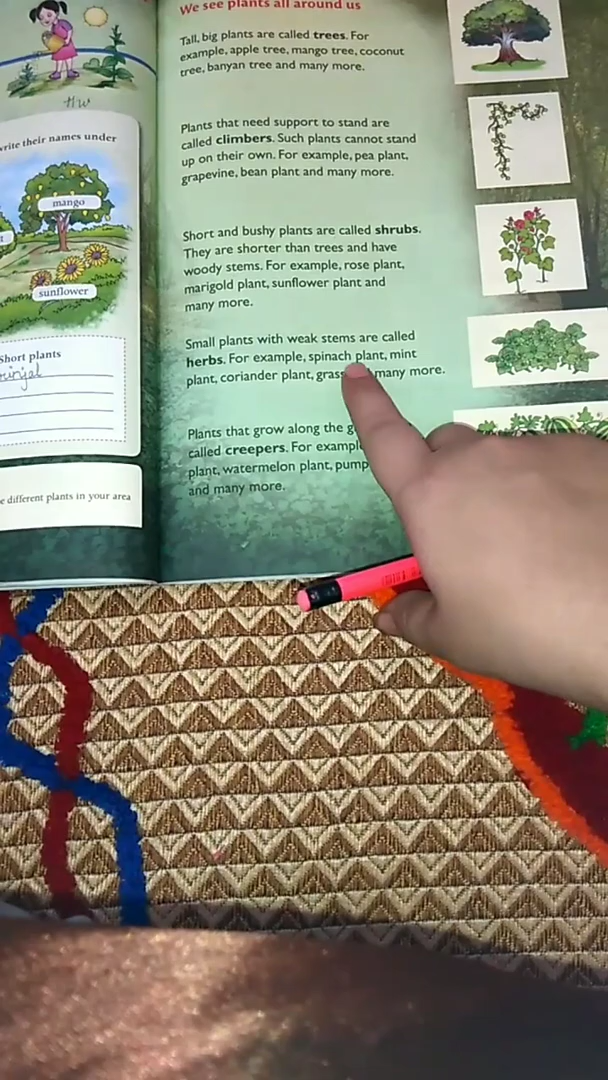 H/W
write their names under
mango
sunflower
Short plants
rinjal
e different plants in your area
We see plants all around us
Tall, big plants are called trees. For
example, apple tree, mango tree, coconut
tree, banyan tree and many more.
Plants that need support to stand are
called climbers. Such plants cannot stand
up on their own. For example, pea plant,
grapevine, bean plant and many more.
Short and bushy plants are called shrubs.
They are shorter than trees and have
woody stems. For example, rose plant,
marigold plant, sunflower plant and
many more.
Small plants with weak stems are called
herbs. For example, spinach plant, mint
plant, coriander plant, grass many more.
Plants that grow along the g
called creepers. For exampl
plant, watermelon plant, pump
and many more.